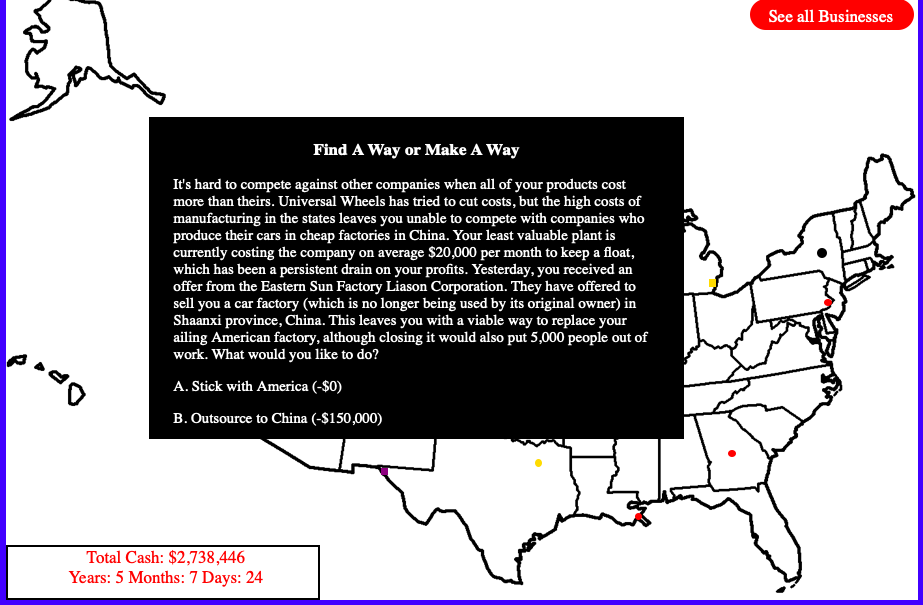 See all Businesses
Find A Way or Make A Way
It's hard to compete against other companies when all of your products cost
more than theirs. Universal Wheels has tried to cut costs, but the high costs of
manufacturing in the states leaves you unable to compete with companies who
produce their cars in cheap factories in China. Your least valuable plant is
currently costing the company on average $20,000 per month to keep a float,
which has been a persistent drain on your profits. Yesterday, you received an
offer from the Eastern Sun Factory Liason Corporation. They have offered to
sell you a car factory (which is no longer being used by its original owner) in
Shaanxi province, China. This leaves you with a viable way to replace your
ailing American factory, although closing it would also put 5,000 people out of
work. What would you like to do?
A. Stick with America (-$0)
B. Outsource to China (-$150,000)
Total Cash: $2,738,446
Years: 5 Months: 7 Days: 24